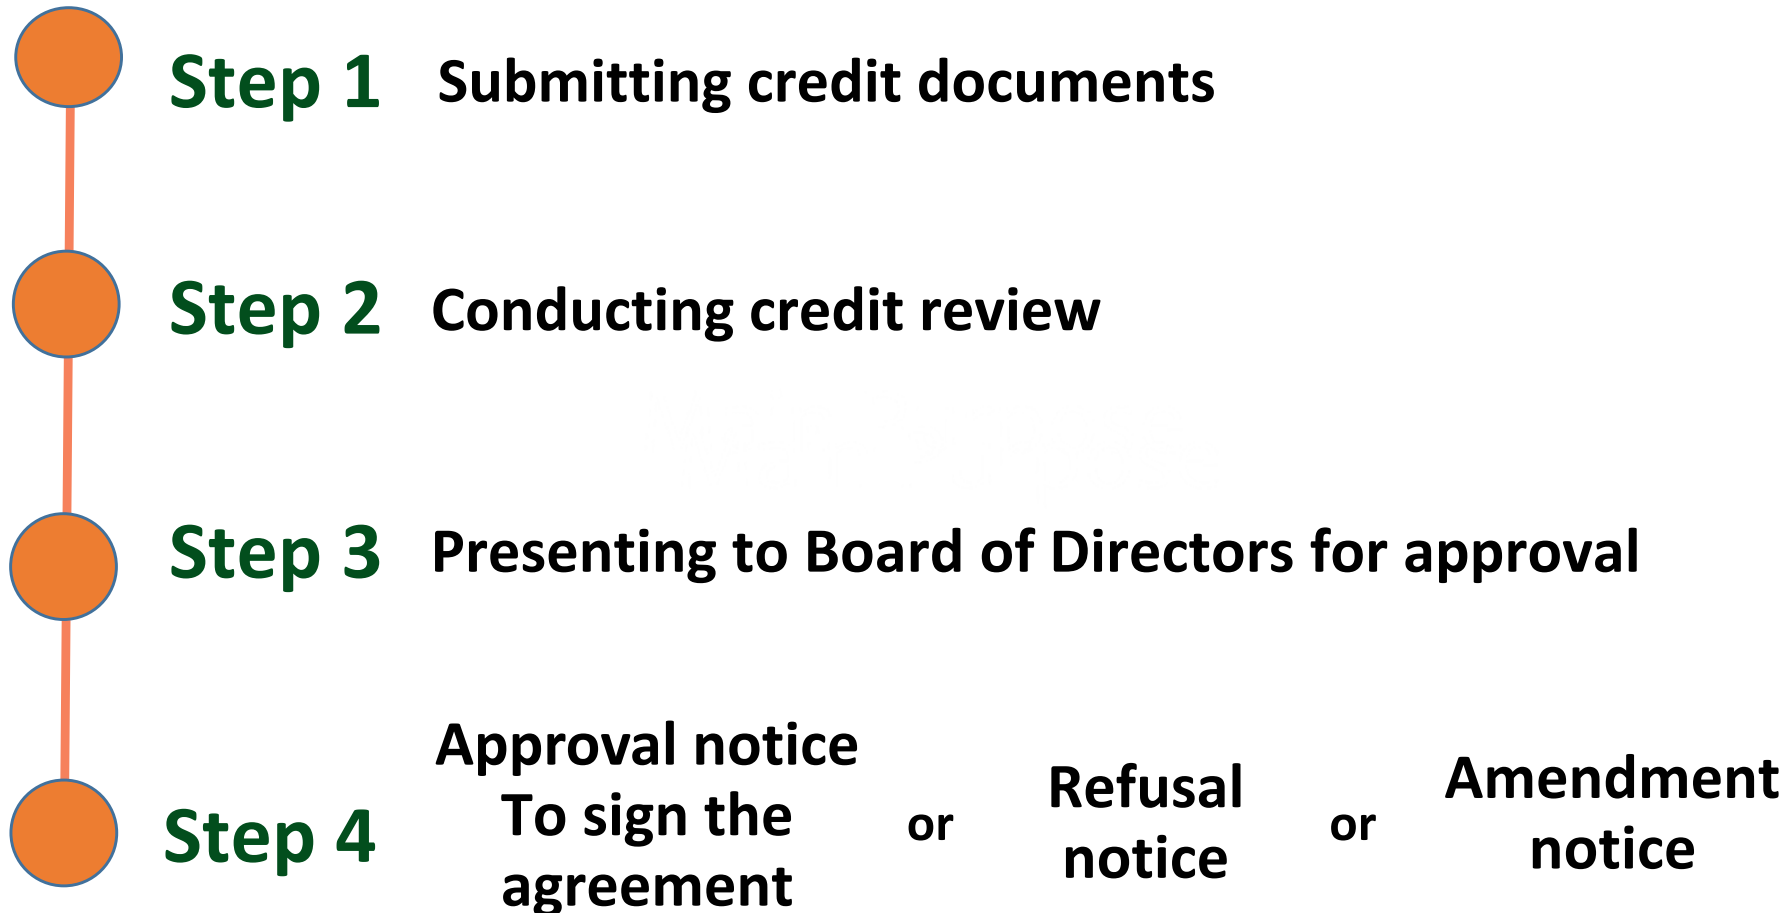 Step 1 Submitting credit documents
Step 2 Conducting credit review
Step 3 Presenting to Board of Directors for approval
Step 4
Approval notice
To sign the
agreement
or
Refusal
notice
or
Amendment
notice